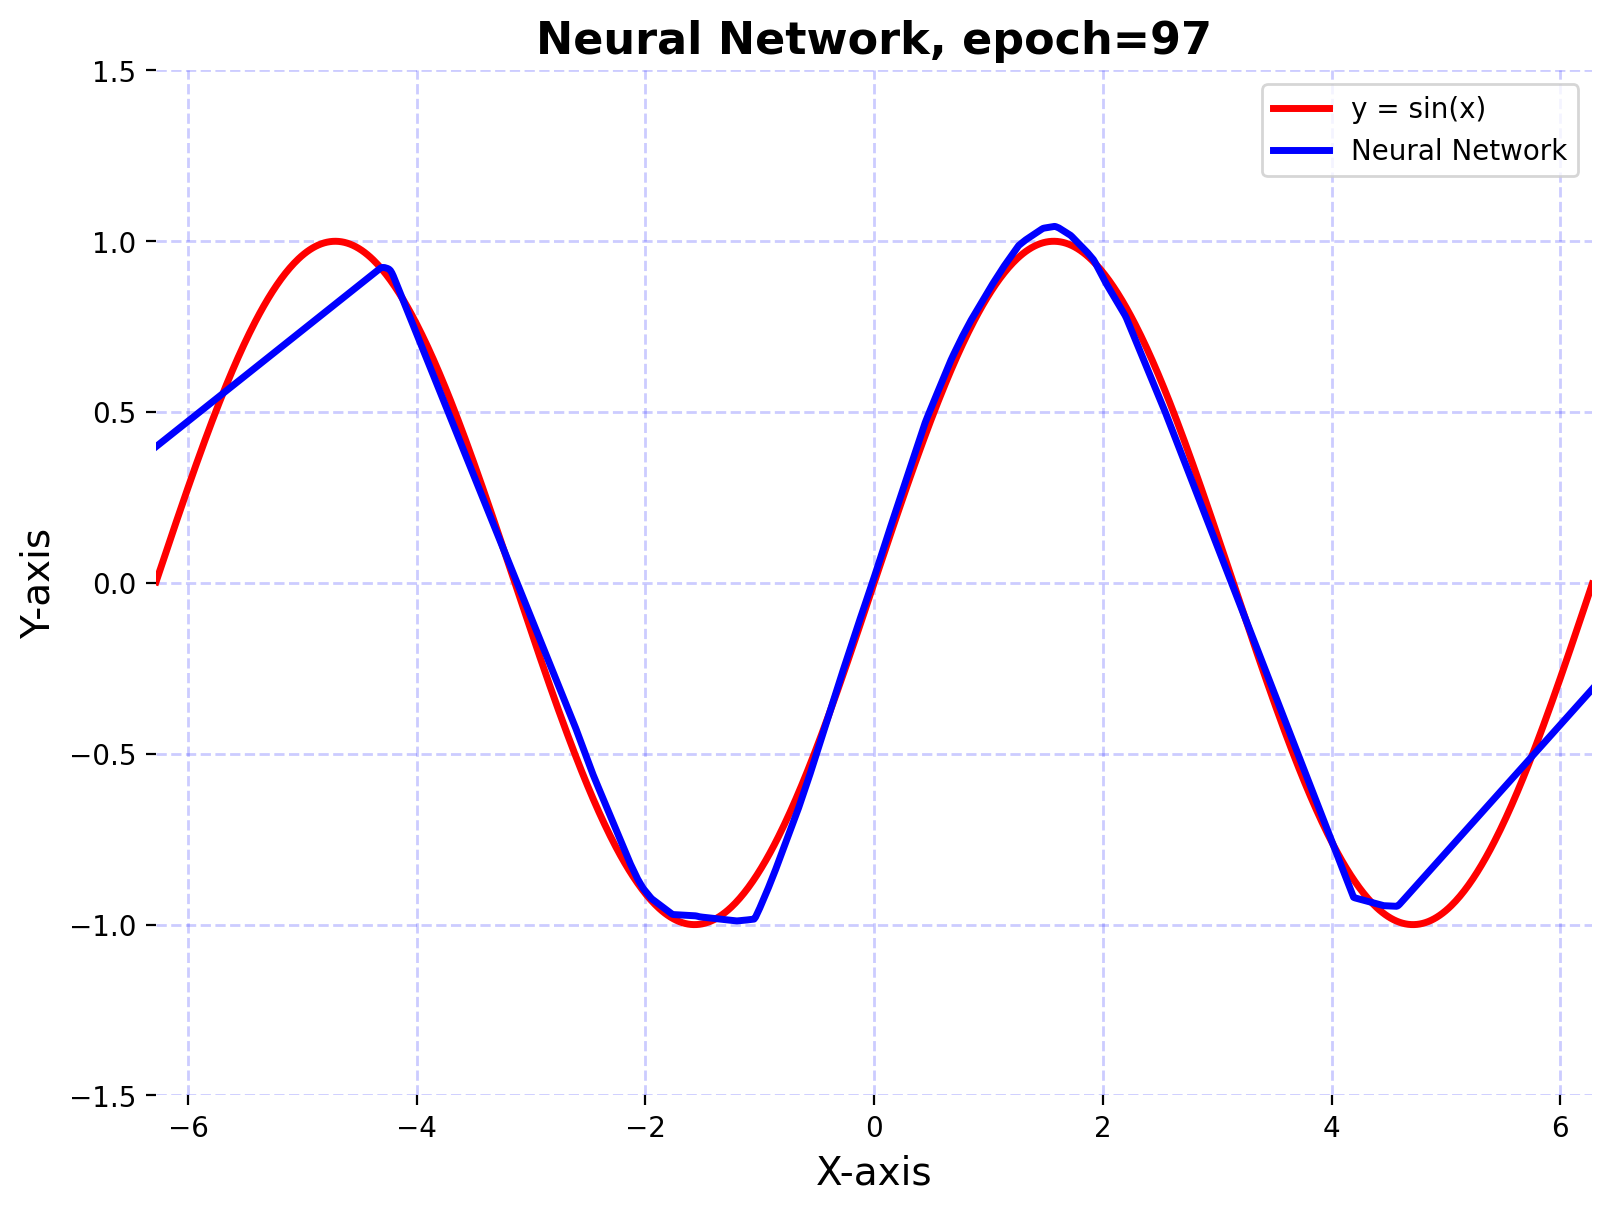 Neural Network, epoch=97
y = sin(x)
Neural Network
1.5
1.0
0.5
0.0
−0.5
−1.0
−1.5
Y-axis
−6 −4 −2 0 2 4 6
X-axis